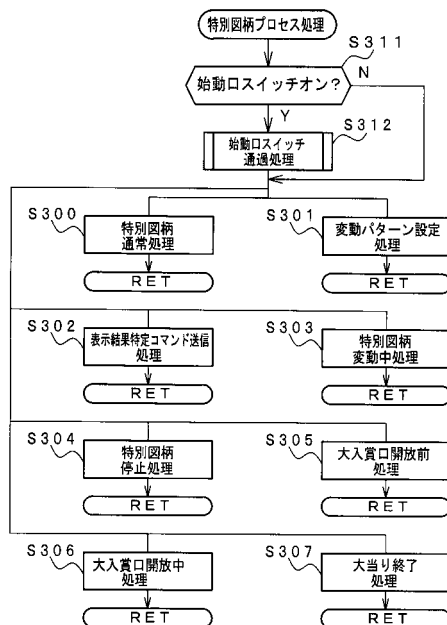 特別図柄プロセス処理
S311
始動口スイッチオン？
N
Y
S312
始動口スイッチ
通過処理
S300
特別図柄
通常処理
RET
S301
変動パターン設定
処理
RET
S302
表示結果特定コマンド送信
処理
RET
S303
特別図柄
変動中処理
RET
S304
特別図柄
停止処理
RET
S305
大入賞口開放前
処理
RET
S306
大入賞口開放中
処理
RET
S307
大当り終了
処理
RET